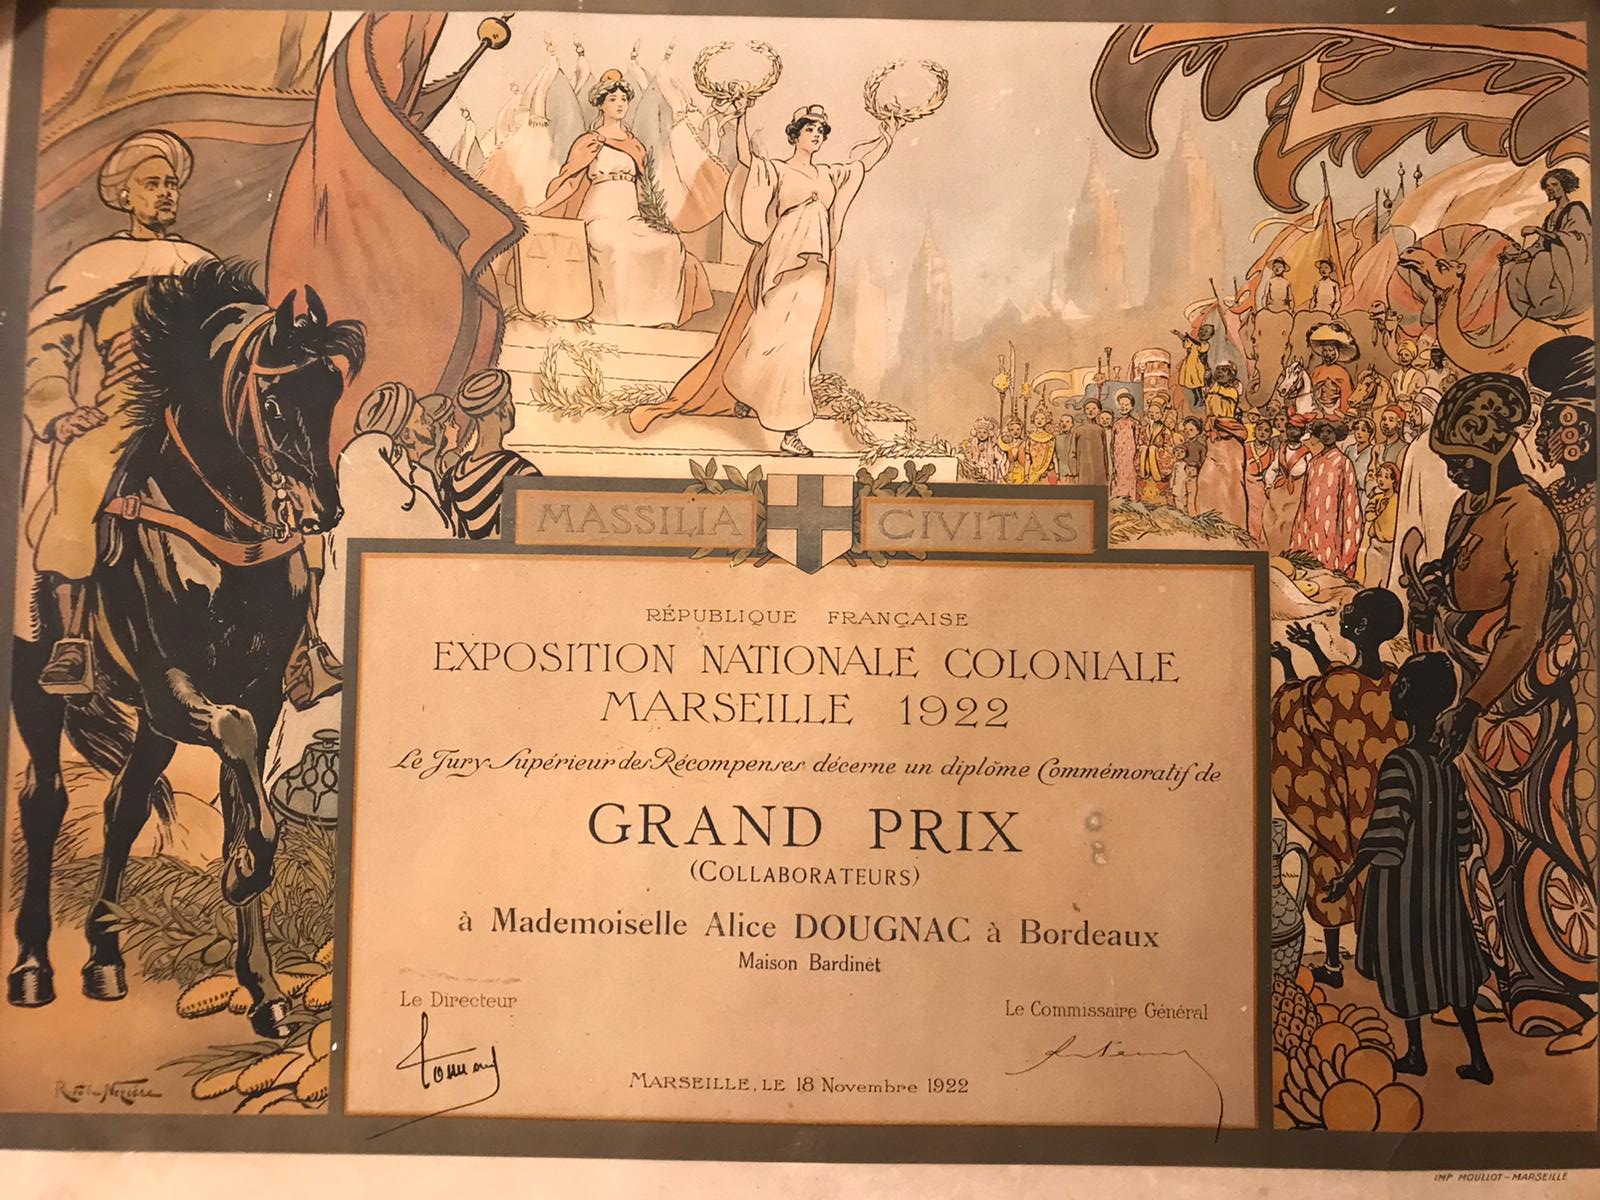 MASSILIA CIVITAS
RÉPUBLIQUE FRANÇAISE
EXPOSITION NATIONALE COLONIALE
MARSEILLE 1922
Le Jury Supérieur des Récompenses décerne un diplôme Commémoratif de
GRAND PRIX
(COLLABORATEURS)
à Mademoiselle Alice DOUGNAC à Bordeaux
Maison Bardinet
Le Directeur
Le Commissaire Général
MARSEILLE, LE 18 Novembre 1922
IMP MOULLOT-MARSEILLE